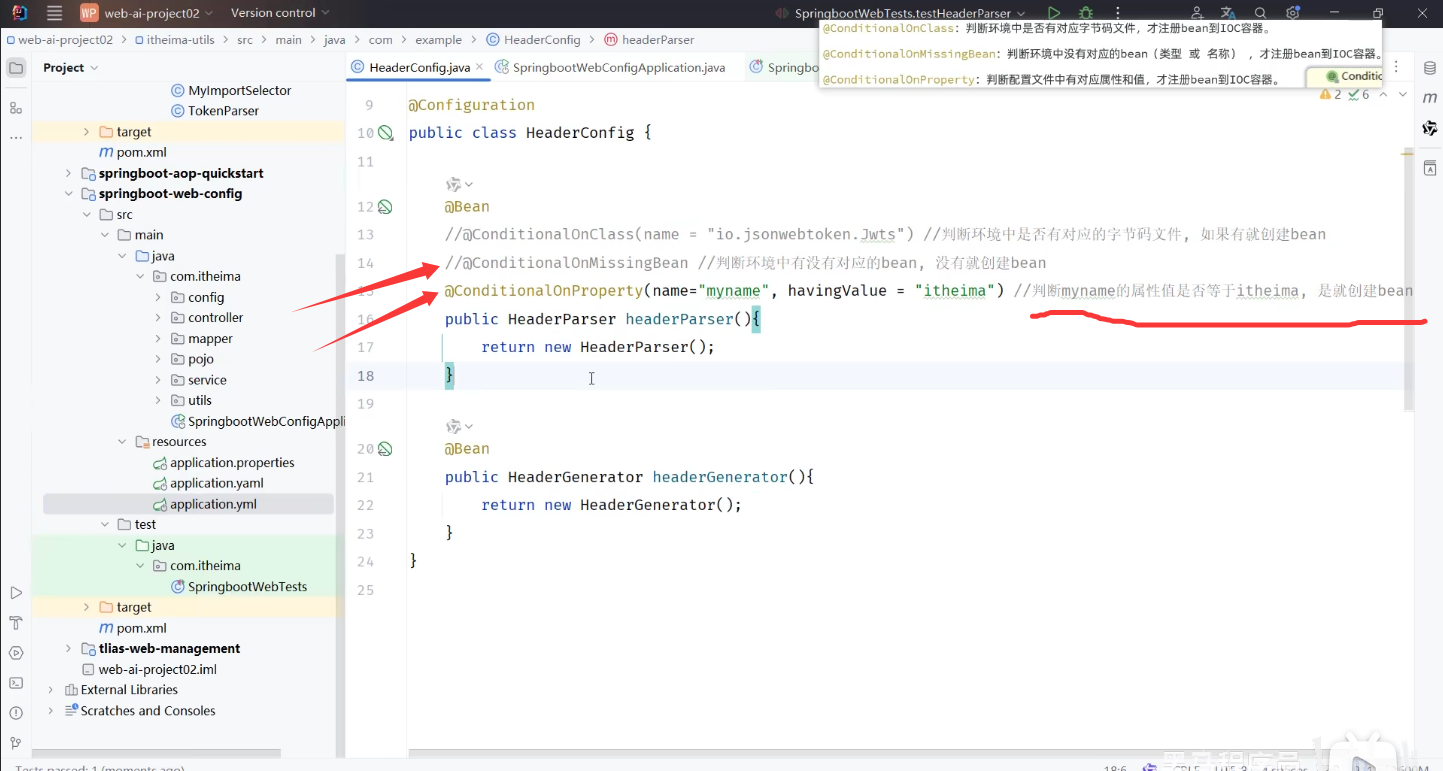 WP web-ai-project02 Version control SpringbootWebTests.testHeaderParser
@ConditionalOnClass：判断环境中是否有对应字节码文件，才注册bean到IOC容器。
@ConditionalOnMissingBean：判断环境中没有对应的bean（类型 或 名称） ，才注册bean到IOC容器。
@ConditionalOnProperty：判断配置文件中有对应属性和值，才注册bean到IOC容器。
Conditic
web-ai-project02 itheima-utils src main java com example HeaderConfig headerParser
Project
HeaderConfig.java SpringbootWebConfigApplication.java Springbo
2 6
MyImportSelector
TokenParser
target
pom.xml
springboot-aop-quickstart
springboot-web-config
src
main
java
com.itheima
config
controller
mapper
pojo
service
utils
SpringbootWebConfigAppli
resources
application.properties
application.yaml
application.yml
test
java
com.itheima
SpringbootWebTests
target
pom.xml
tlias-web-management
web-ai-project02.iml
External Libraries
Scratches and Consoles
9 @Configuration
10 public class HeaderConfig {
11
12 @Bean
13 //@ConditionalOnClass(name = "io.jsonwebtoken.Jwts") //判断环境中是否有对应的字节码文件, 如果有就创建bean
14 //@ConditionalOnMissingBean //判断环境中有没有对应的bean, 没有就创建bean
15 @ConditionalOnProperty(name="myname", havingValue = "itheima") //判断myname的属性值是否等于itheima, 是就创建bean
16 public HeaderParser headerParser(){
17 return new HeaderParser();
18 }
19
20 @Bean
21 public HeaderGenerator headerGenerator(){
22 return new HeaderGenerator();
23 }
24 }
25
Tests passed: 1 (moments ago)
18:6